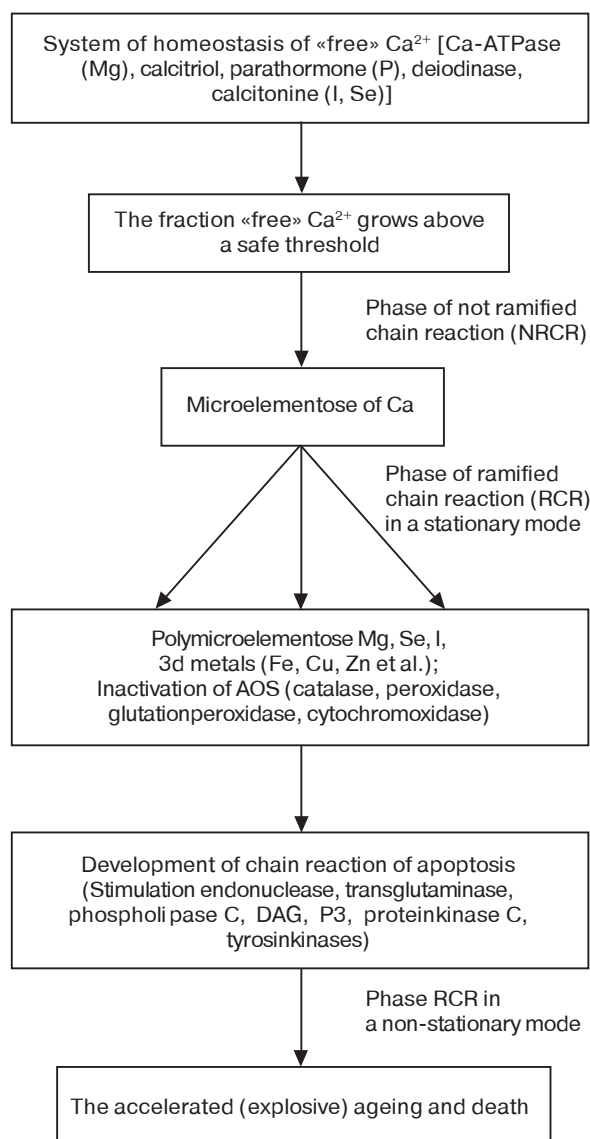 System of homeostasis of «free» Ca²⁺ [Ca-ATPase
(Mg), calcitriol, parathormone (P), deiodinase,
calcitonine (I, Se)]
The fraction «free» Ca²⁺ grows above
a safe threshold
Phase of not ramified
chain reaction (NRCR)
Microelementose of Ca
Phase of ramified
chain reaction (RCR)
in a stationary mode
Polymicroelementose Mg, Se, I,
3d metals (Fe, Cu, Zn et al.);
Inactivation of AOS (catalase, peroxidase,
glutationperoxidase, cytochromoxidase)
Development of chain reaction of apoptosis
(Stimulation endonuclease, transglutaminase,
phospholipase C, DAG, P3, proteinkinase C,
tyrosinkinases)
Phase RCR in
a non-stationary mode
The accelerated (explosive) ageing and death